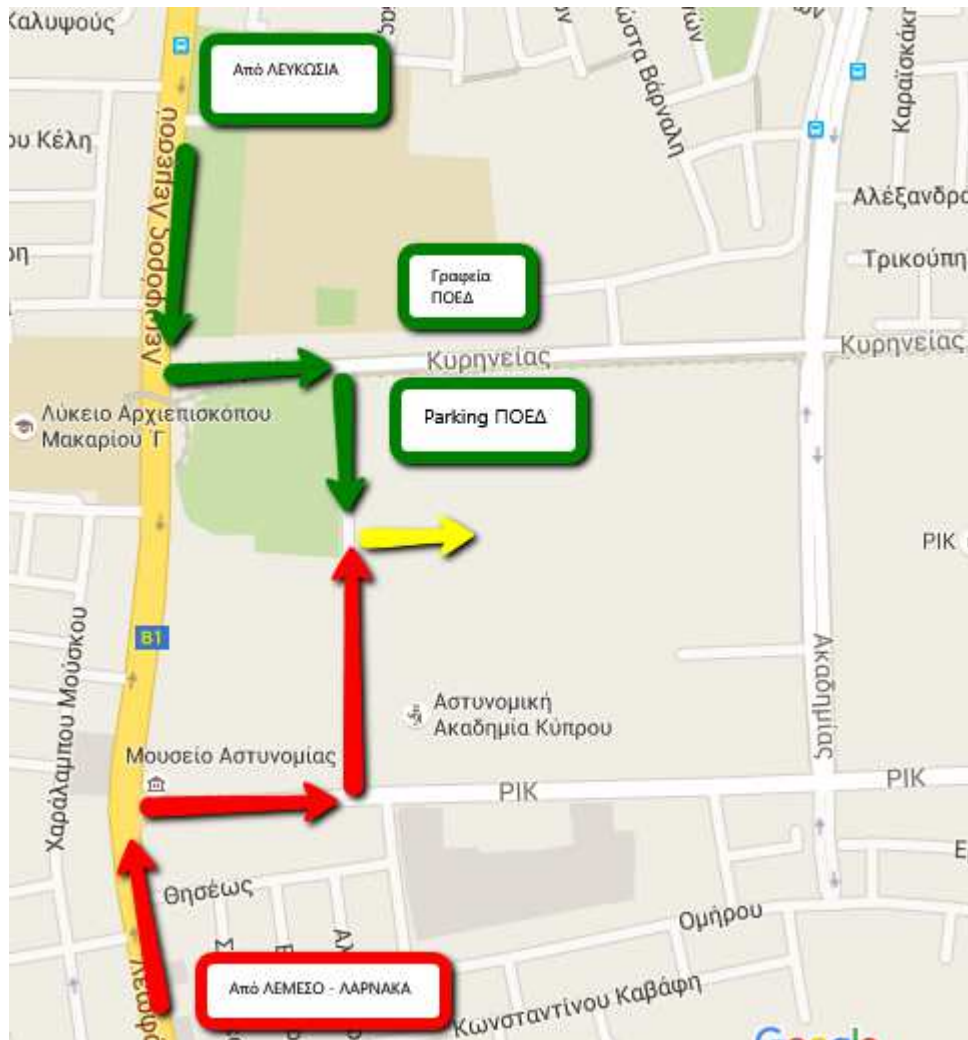 Καλυψούς
Από ΛΕΥΚΩΣΙΑ
ώστα Βάρναλη
Καραϊσκάκη
ου Κέλη
Λεωφόρος Λεμεσού
Αλέξανδρο
ρη
Τρικούπη
Γραφεία
ΠΟΕΔ
Κυρηνείας
Κυρηνείας
Λύκειο Αρχιεπισκόπου
Μακαρίου Ί Γ
Parking ΠΟΕΔ
ΡΙΚ
Χαράλαμπου Μούσκου
B1
Ακαδημίας
Αστυνομική
Ακαδημία Κύπρου
Μουσείο Αστυνομίας
ΡΙΚ
ΡΙΚ
Θησέως
Ομήρου
Από ΛΕΜΕΣΟ - ΛΑΡΝΑΚΑ
Κωνσταντίνου Καβάφη
Google